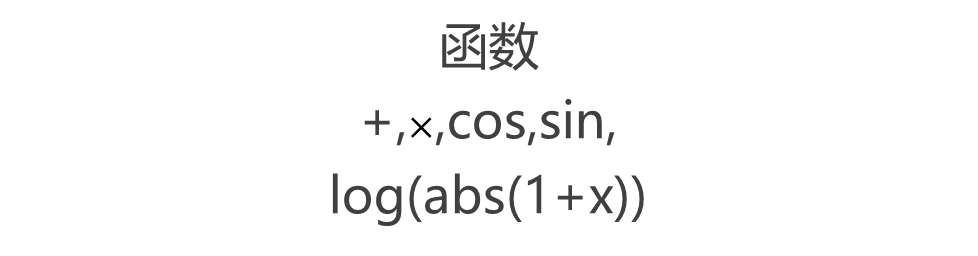 函数
+,×,cos,sin,
log(abs(1+x))